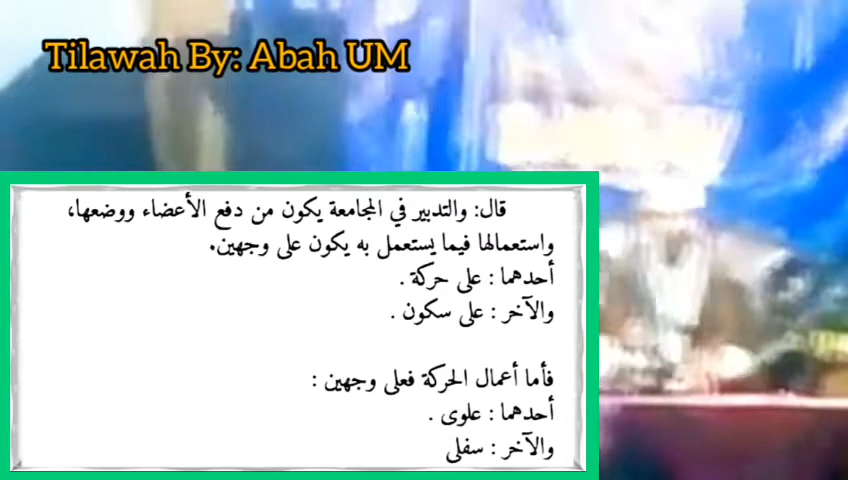 Tilawah By: Abah UM
قال: والتدبير في المجامعة يكون من دفع الأعضاء ووضعها،
واستعمالها فيما يستعمل به يكون على وجهين.
أحدهما : على حركة .
والآخر : على سكون .
فأما أعمال الحركة فعلى وجهين :
أحدهما : علوى .
والآخر : سفلى